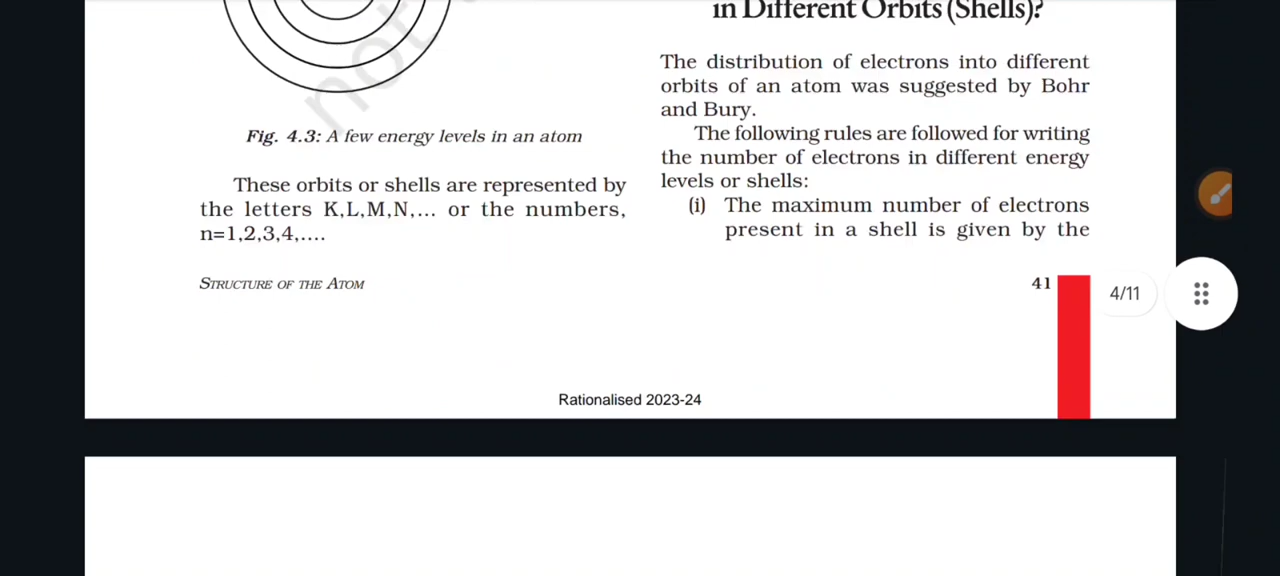 in Different Orbits (Shells)?
not
Fig. 4.3: A few energy levels in an atom
These orbits or shells are represented by
the letters K,L,M,N,... or the numbers,
n=1,2,3,4,....
The distribution of electrons into different
orbits of an atom was suggested by Bohr
and Bury.
The following rules are followed for writing
the number of electrons in different energy
levels or shells:
(i) The maximum number of electrons
present in a shell is given by the
STRUCTURE OF THE ATOM
41
4/11
Rationalised 2023-24